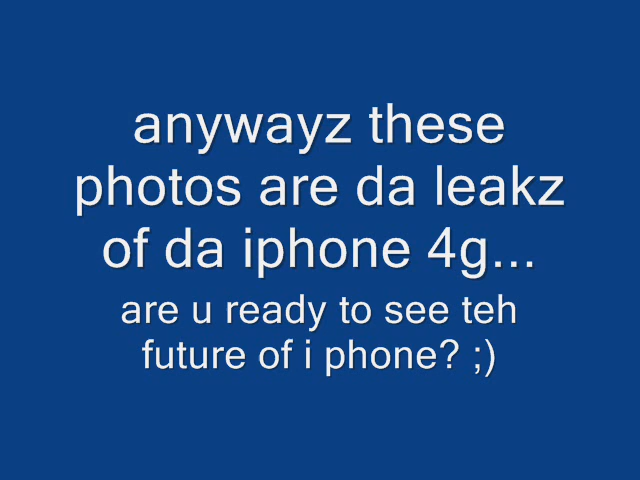 anywayz these
photos are da leakz
of da iphone 4g...
are u ready to see teh
future of i phone? ;)